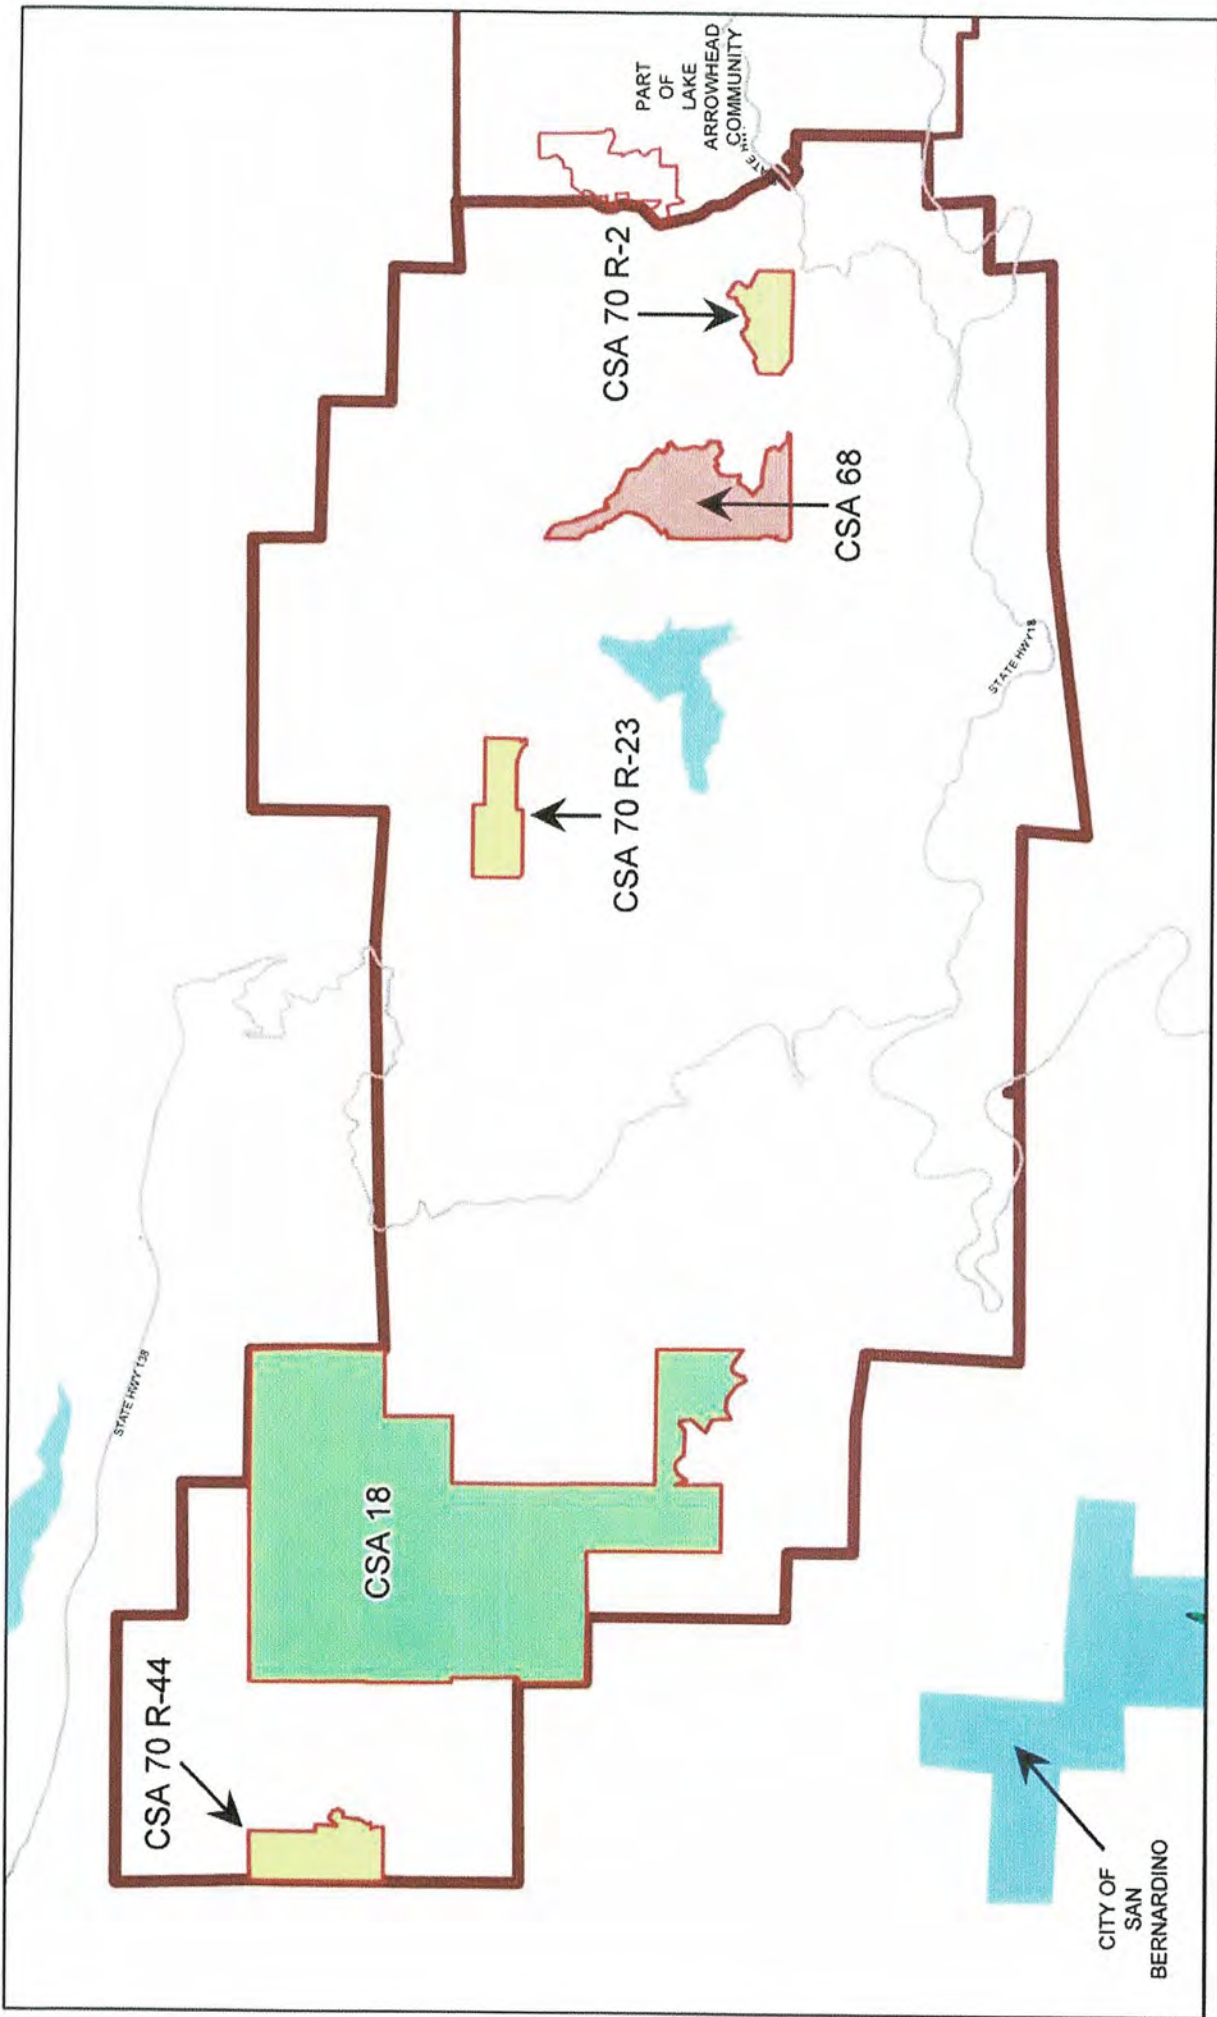 STATE HWY 138
CSA 70 R-44
CSA 18
CSA 70 R-23
CSA 70 R-2
CSA 68
PART
OF
LAKE
ARROWHEAD
COMMUNITY
STATE HWY 18
CITY OF
SAN
BERNARDINO